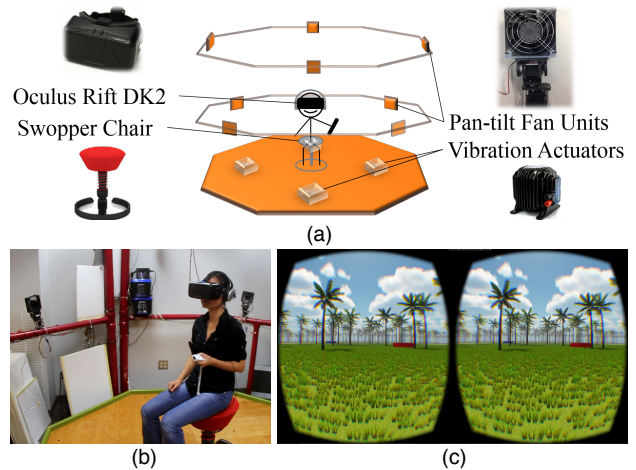 Oculus Rift DK2
Swopper Chair
Pan-tilt Fan Units
Vibration Actuators
(a)
(b)
(c)